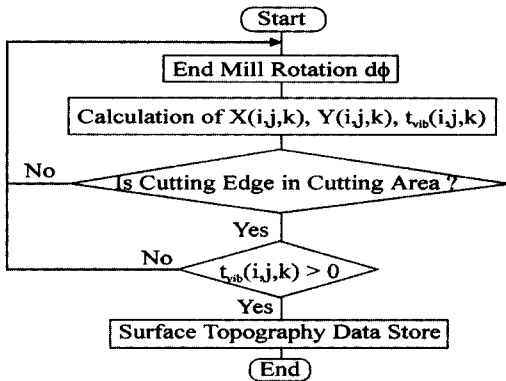 Start
End Mill Rotation dϕ
Calculation of X(i,j,k), Y(i,j,k), t_vib(i,j,k)
No
Is Cutting Edge in Cutting Area ?
Yes
No
t_vib(i,j,k) > 0
Yes
Surface Topography Data Store
End